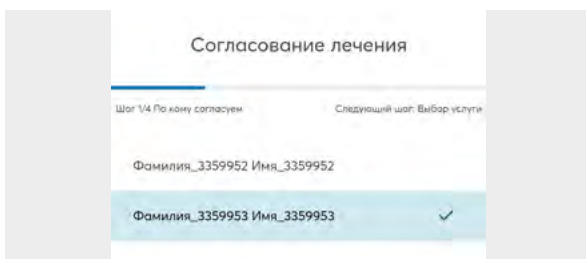 Согласование лечения
Шаг 1/4 По кому согласуем
Следующий шаг: Выбор услуги
Фамилия_3359952 Имя_3359952
Фамилия_3359953 Имя_3359953